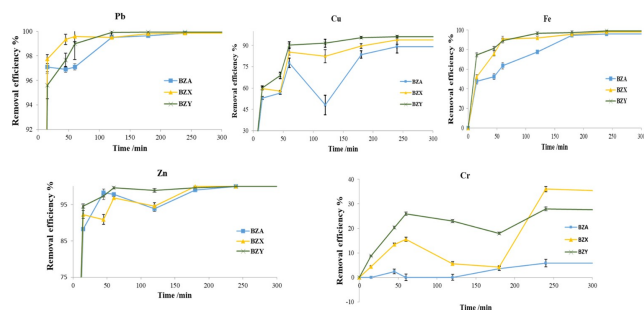 Pb
Removal efficiency %
100
98
96
94
92
0
50
100
150
200
250
300
Time /min
BZA
BZX
BZY
Cu
Removal efficiency %
90
75
60
45
30
0
50
100
150
200
250
300
Time /min
BZA
BZX
BZY
Fe
Removal efficiency %
100
80
60
40
20
0
0
50
100
150
200
250
300
Time /min
BZA
BZX
BZY
Zn
Removal efficiency %
100
95
90
85
80
75
0
50
100
150
200
250
300
Time /min
BZA
BZX
BZY
Cr
Removal efficiency %
40
30
20
10
0
-10
0
50
100
150
200
250
300
Time /min
BZA
BZX
BZY